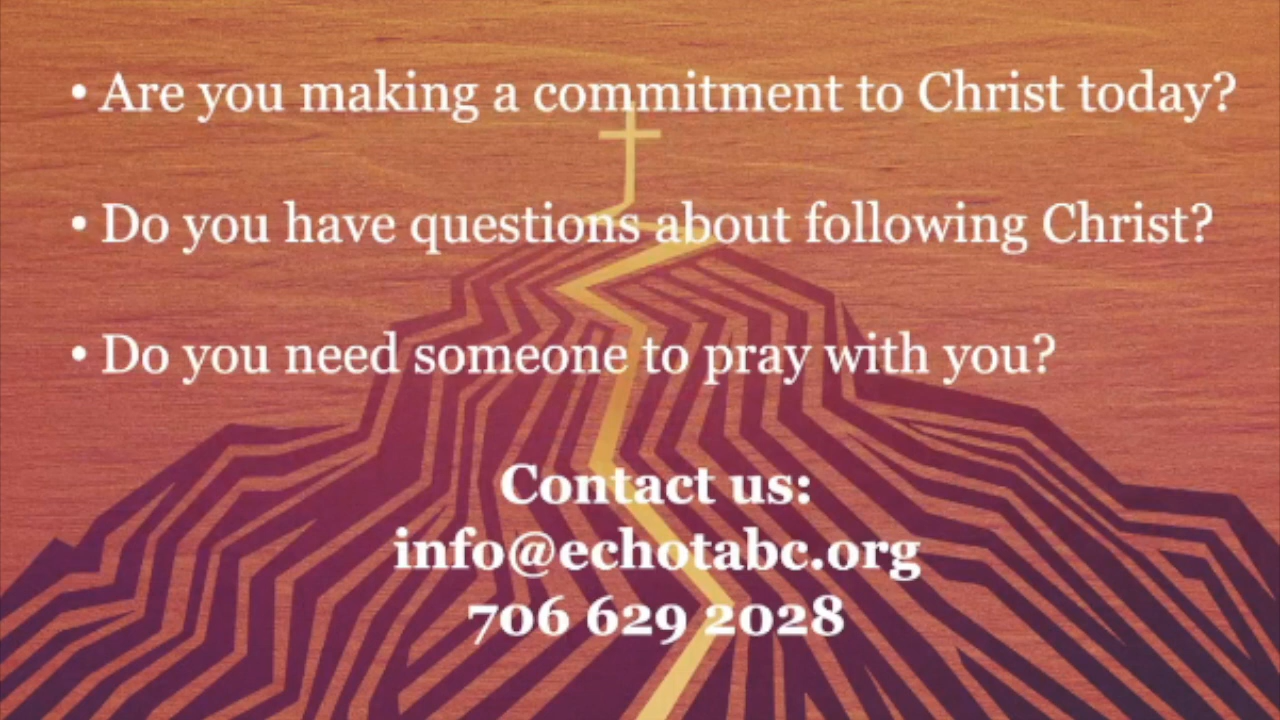 • Are you making a commitment to Christ today?
• Do you have questions about following Christ?
• Do you need someone to pray with you?
Contact us:
info@echotabc.org
706 629 2028